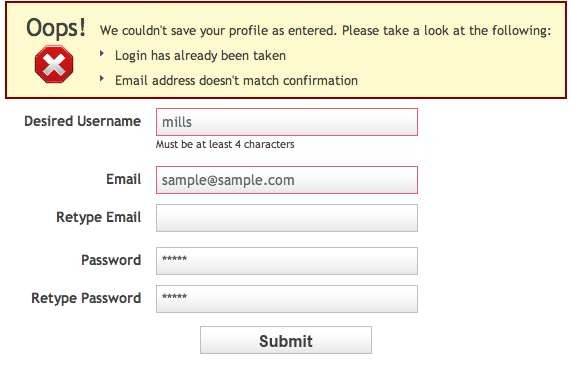 Oops!
We couldn't save your profile as entered. Please take a look at the following:
Login has already been taken
Email address doesn't match confirmation
Desired Username
mills
Must be at least 4 characters
Email
sample@sample.com
Retype Email
Password
*****
Retype Password
*****
Submit